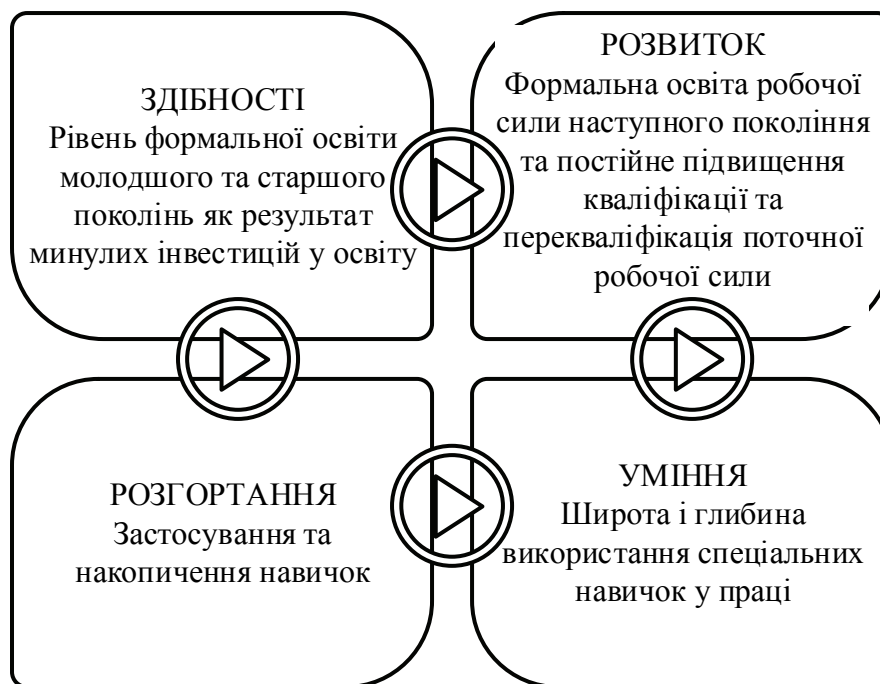 ЗДІБНОСТІ
Рівень формальної освіти
молодшого та старшого
поколінь як результат
минулих інвестицій у освіту
РОЗВИТОК
Формальна освіта робочої
сили наступного покоління
та постійне підвищення
кваліфікації та
перекваліфікація поточної
робочої сили
РОЗГОРТАННЯ
Застосування та
накопичення навичок
УМІННЯ
Широта і глибина
використання спеціальних
навичок у праці